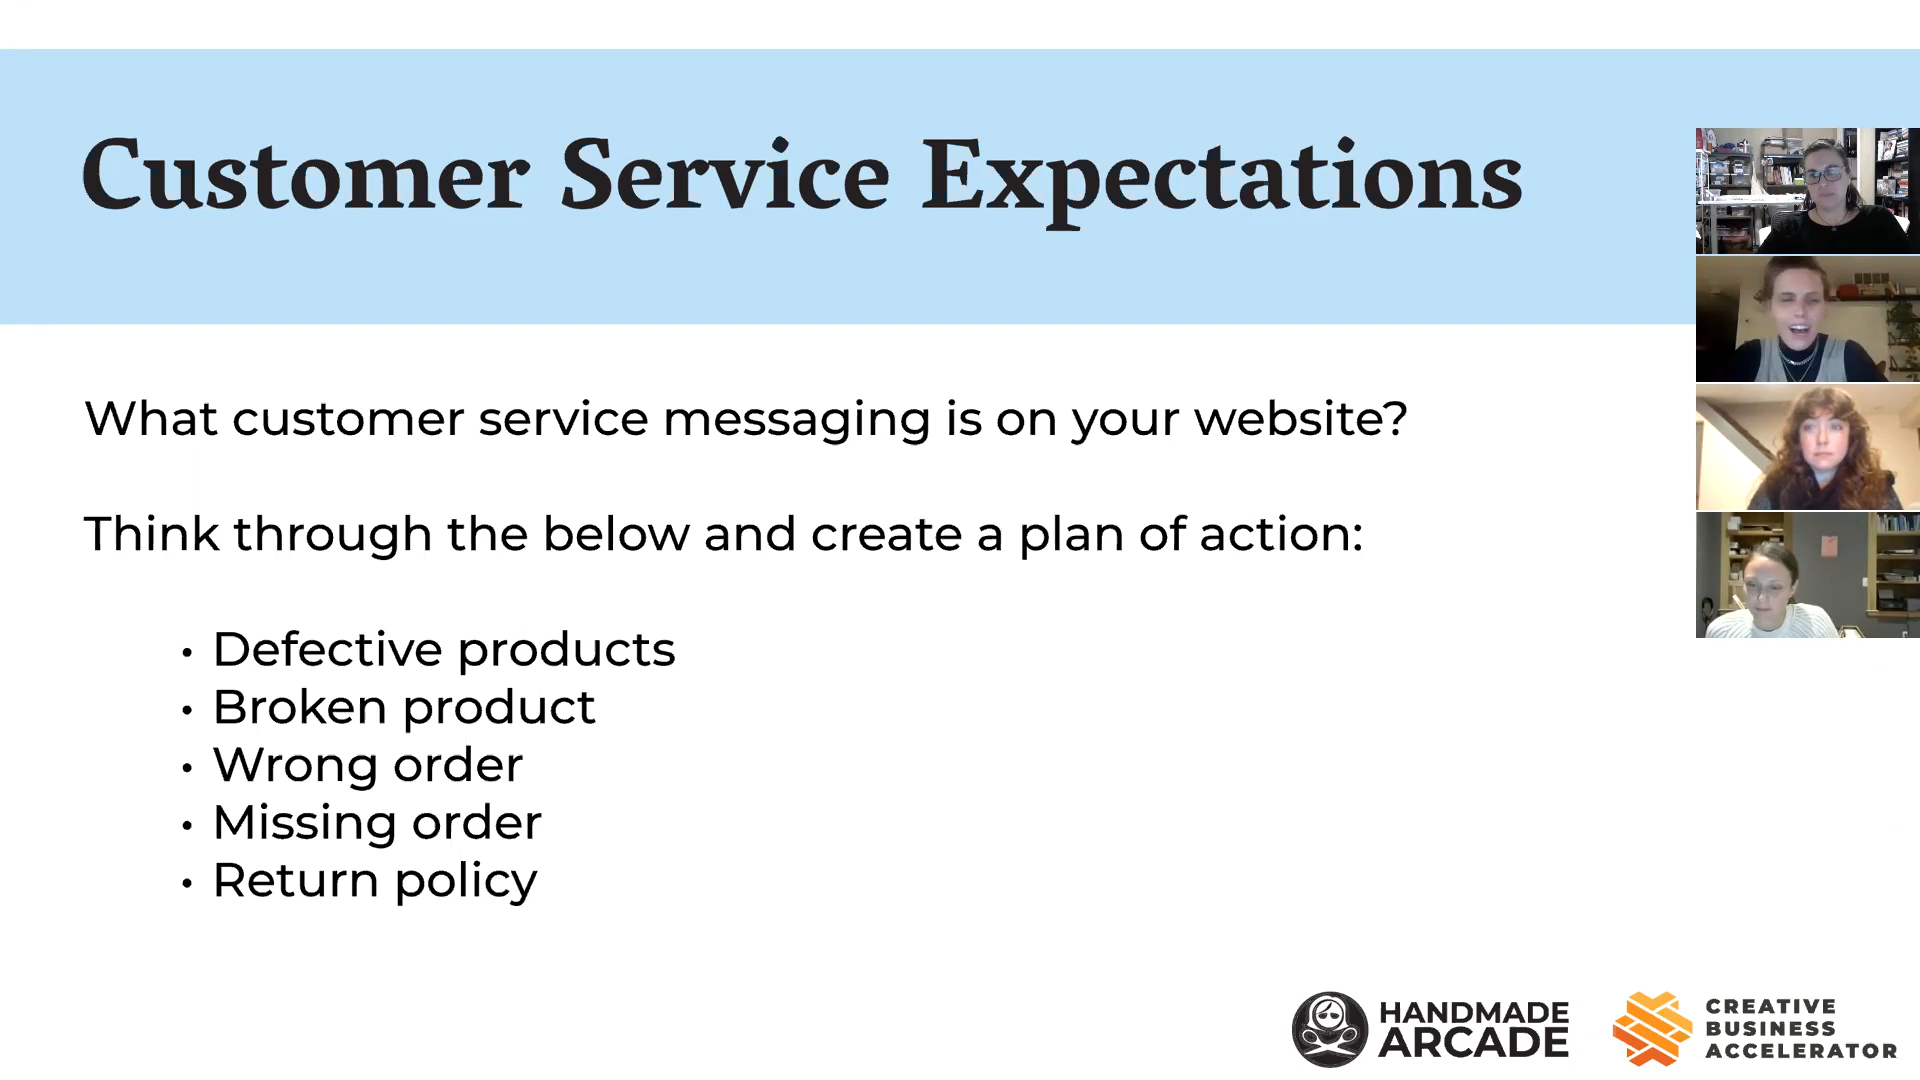 Customer Service Expectations
What customer service messaging is on your website?
Think through the below and create a plan of action:
• Defective products
• Broken product
• Wrong order
• Missing order
• Return policy
HANDMADE
ARCADE
CREATIVE
BUSINESS
ACCELERATOR